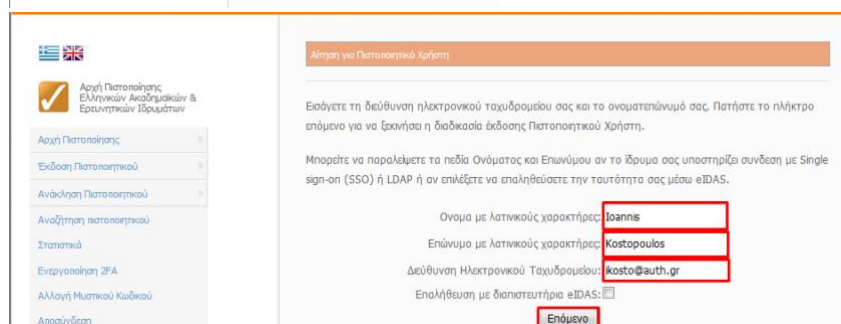 Αίτηση για Πιστοποιητικό Χρήστη
Αρχή Πιστοποίησης
Ελληνικών Ακαδημαϊκών &
Ερευνητικών Ιδρυμάτων
Αρχή Πιστοποίησης
Έκδοση Πιστοποιητικού
Ανάκληση Πιστοποιητικού
Αναζήτηση πιστοποιητικού
Στατιστικά
Ενεργοποίηση 2FA
Αλλαγή Μυστικού Κωδικού
Αποσύνδεση
Εισάγετε τη διεύθυνση ηλεκτρονικού ταχυδρομείου σας και το ονοματεπώνυμό σας. Πατήστε το πλήκτρο
επόμενο για να ξεκινήσει η διαδικασία έκδοσης Πιστοποιητικού Χρήστη.
Μπορείτε να παραλείψετε τα πεδία Ονόματος και Επωνύμου αν το ίδρυμα σας υποστηρίζει συνδεση με Single
sign-on (SSO) ή LDAP ή αν επιλέξετε να επαληθεύσετε την ταυτότητα σας μέσω eIDAS.
Ονομα με λατινικούς χαρακτήρες: Ioannis
Επώνυμο με λατινικούς χαρακτήρες: Kostopoulos
Διεύθυνση Ηλεκτρονικού Ταχυδρομείου: ikosto@auth.gr
Επαλήθευση με διαπιστευτήρια eIDAS:
Επόμενο